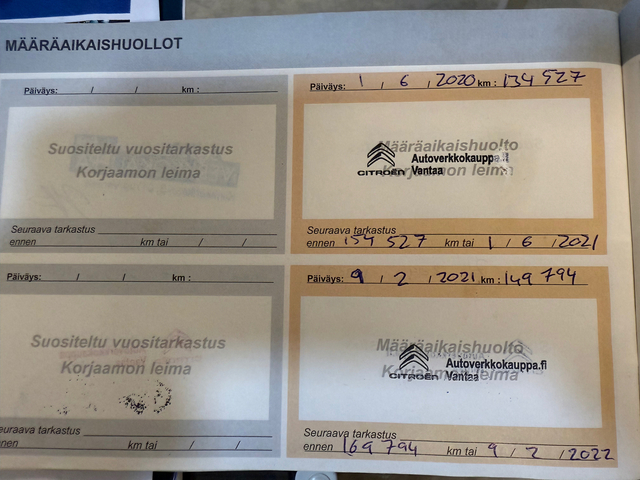 MÄÄRÄAIKAISHUOLLOT
Päiväys: / / km :
Suositeltu vuositarkastus
Korjaamon leima
Seuraava tarkastus
ennen km tai / /
Päiväys: 1 / 6 / 2020 km : 134 527
Määräaikaishuolto
Korjaamon leima
CITROËN
Autoverkkokauppa.fi
Vantaa
Seuraava tarkastus
ennen 154 527 km tai 1 / 6 / 2021
Päiväys: / / km :
Suositeltu vuositarkastus
Korjaamon leima
Seuraava tarkastus
ennen km tai / /
Päiväys: 9 / 2 / 2021 km : 149 794
Määräaikaishuolto
Korjaamon leima
CITROËN
Autoverkkokauppa.fi
Vantaa
Seuraava tarkastus
ennen 169 794 km tai 9 / 2 / 2022